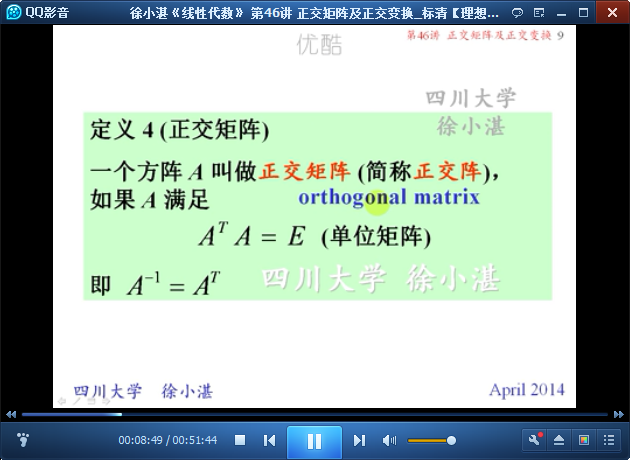 QQ影音
徐小湛《线性代数》 第46讲 正交矩阵及正交变换_标清【理想
优酷
第46讲 正交矩阵及正交变换 9
四川大学
徐小湛
定义 4 (正交矩阵)
一个方阵 A 叫做正交矩阵 (简称正交阵),
如果 A 满足 orthogonal matrix
A^T A = E (单位矩阵)
即 A^{-1} = A^T
四川大学 徐小湛
四川大学 徐小湛
April 2014
00:08:49 / 00:51:44